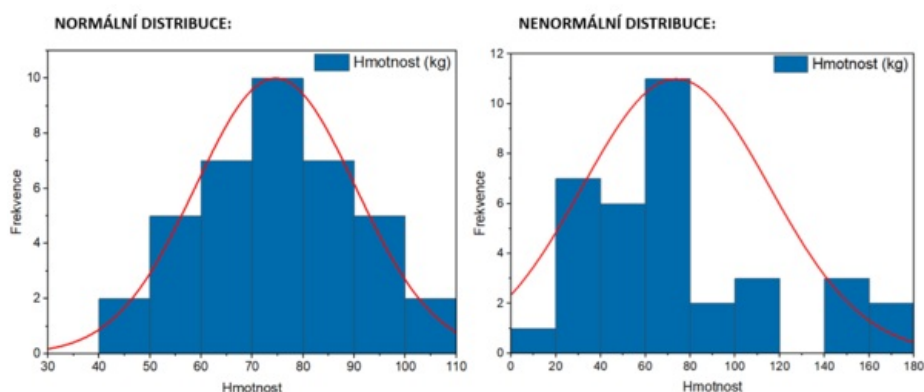 NORMÁLNÍ DISTRIBUCE:
Hmotnost (kg)
10
8
6
4
2
0
Frekvence
30 40 50 60 70 80 90 100 110
Hmotnost
NENORMÁLNÍ DISTRIBUCE:
Hmotnost (kg)
12
10
8
6
4
2
0
Frekvence
0 20 40 60 80 100 120 140 160 180
Hmotnost